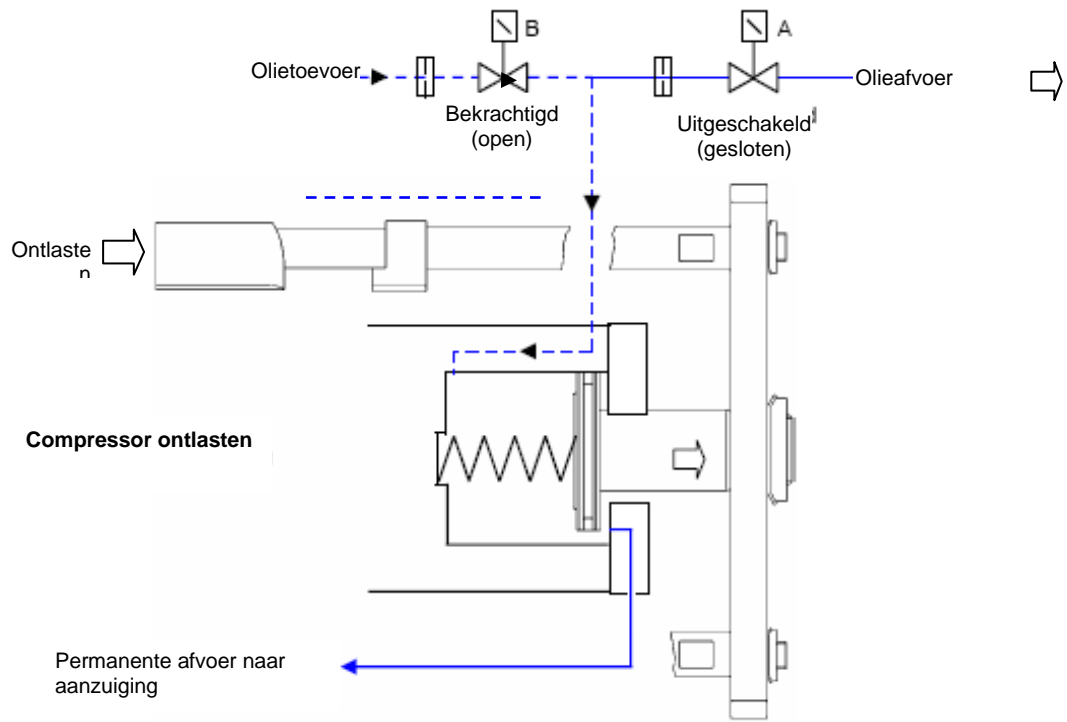 B
A
Olietoevoer
Olieafvoer
Bekrachtigd
(open)
Uitgeschakeld
(gesloten)
Ontlaste
n
Compressor ontlasten
Permanente afvoer naar
aanzuiging